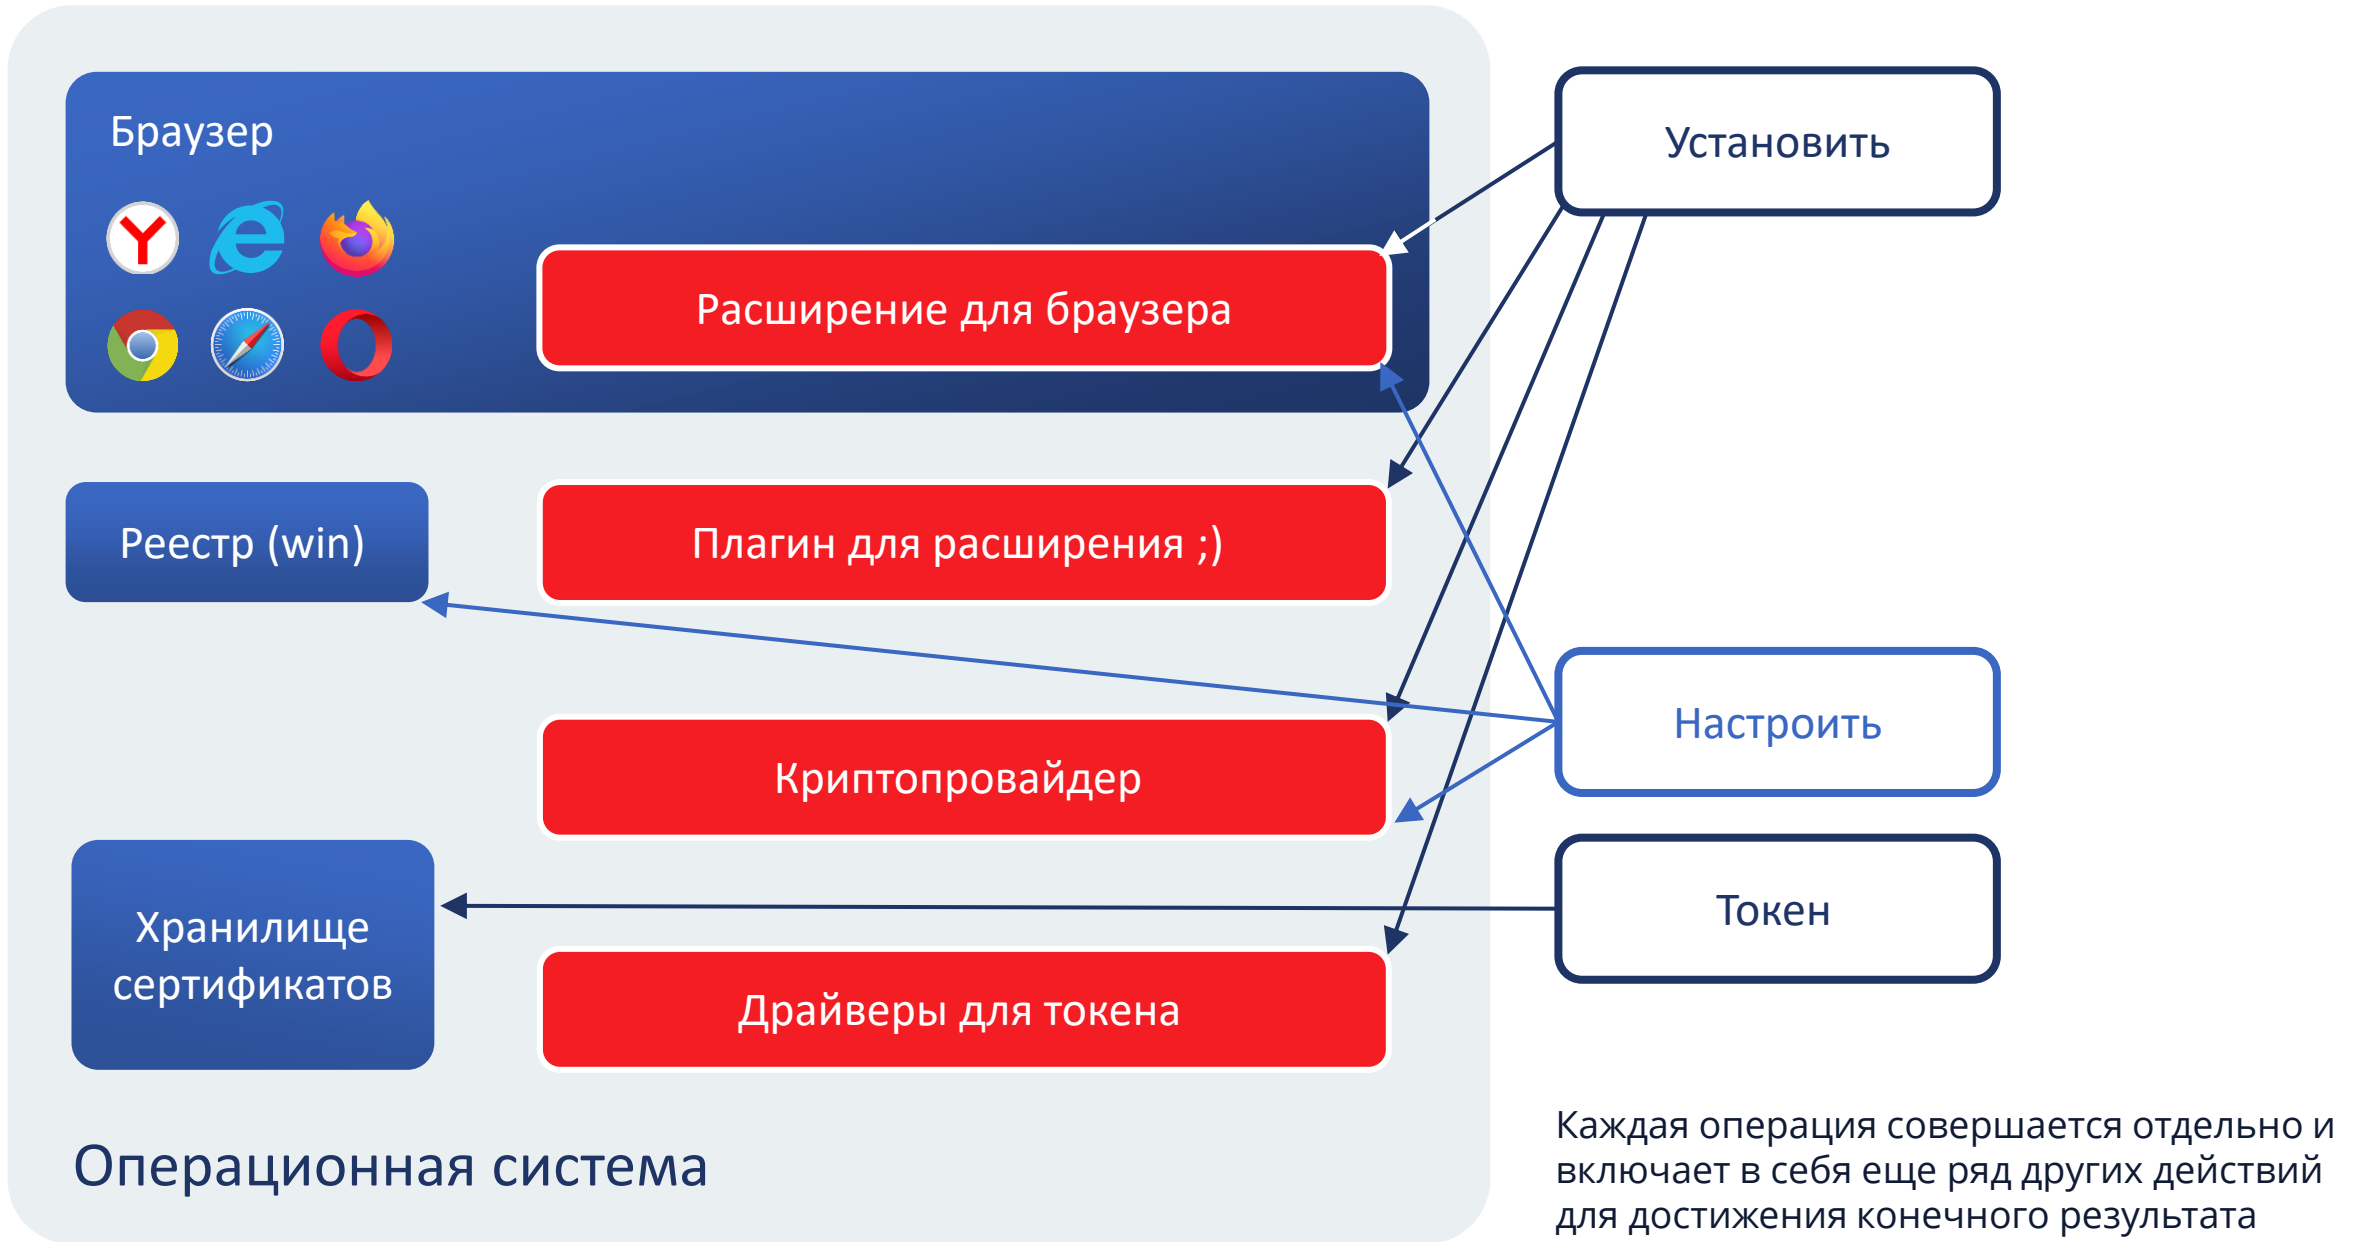 Браузер
Расширение для браузера
Реестр (win)
Плагин для расширения ;)
Криптопровайдер
Хранилище
сертификатов
Драйверы для токена
Операционная система
Установить
Настроить
Токен
Каждая операция совершается отдельно и
включает в себя еще ряд других действий
для достижения конечного результата